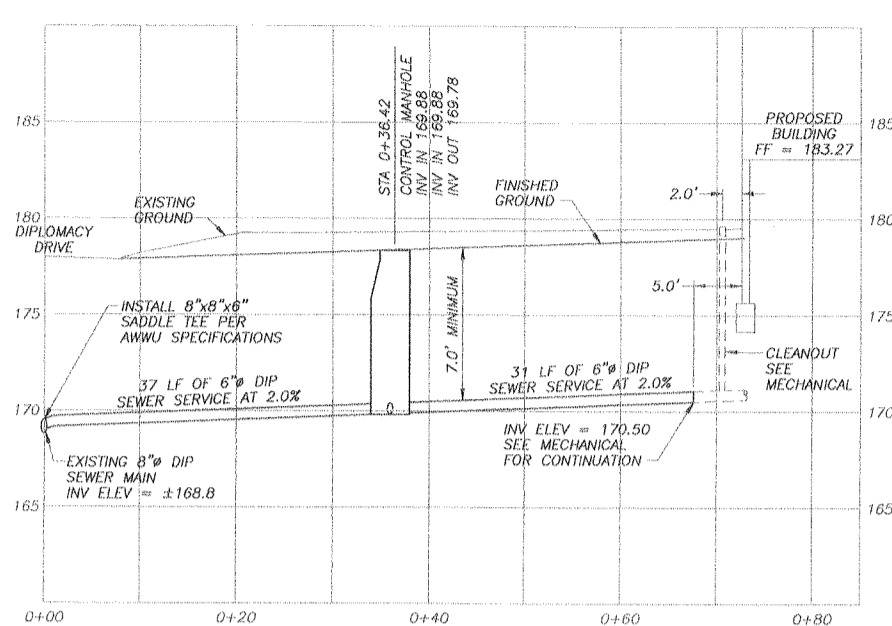 185
180
175
170
165
DIPLOMACY
DRIVE
EXISTING
GROUND
STA 0+36.42
CONTROL MANHOLE
INV IN 169.88
INV IN 169.88
INV OUT 169.78
FINISHED
GROUND
PROPOSED
BUILDING
FF = 183.27
2.0'
5.0'
7.0' MINIMUM
INSTALL 8"x8"x6"
SADDLE TEE PER
AWWU SPECIFICATIONS
37 LF OF 6"ø DIP
SEWER SERVICE AT 2.0%
31 LF OF 6"ø DIP
SEWER SERVICE AT 2.0%
CLEANOUT
SEE
MECHANICAL
INV ELEV = 170.50
SEE MECHANICAL
FOR CONTINUATION
EXISTING 8"ø DIP
SEWER MAIN
INV ELEV = ±168.8
185
180
175
170
165
0+00
0+20
0+40
0+60
0+80